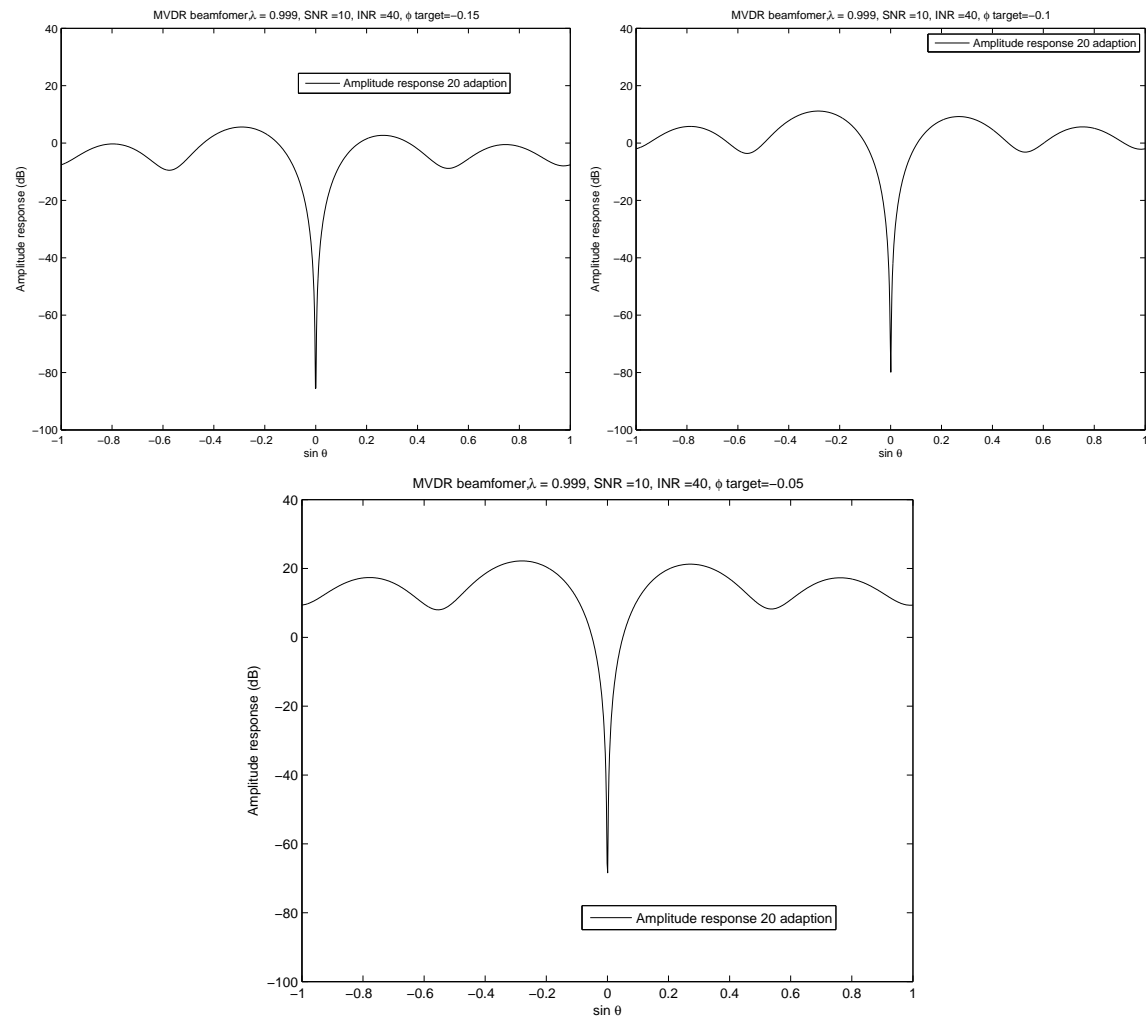 MVDR beamfomer,λ = 0.999, SNR =10, INR =40, ϕ target=−0.15
40
20
0
−20
−40
−60
−80
−100
Amplitude response (dB)
Amplitude response 20 adaption
−1 −0.8 −0.6 −0.4 −0.2 0 0.2 0.4 0.6 0.8 1
sin θ
MVDR beamfomer,λ = 0.999, SNR =10, INR =40, ϕ target=−0.1
40
20
0
−20
−40
−60
−80
−100
Amplitude response (dB)
Amplitude response 20 adaption
−1 −0.8 −0.6 −0.4 −0.2 0 0.2 0.4 0.6 0.8 1
sin θ
MVDR beamfomer,λ = 0.999, SNR =10, INR =40, ϕ target=−0.05
40
20
0
−20
−40
−60
−80
−100
Amplitude response (dB)
Amplitude response 20 adaption
−1 −0.8 −0.6 −0.4 −0.2 0 0.2 0.4 0.6 0.8 1
sin θ